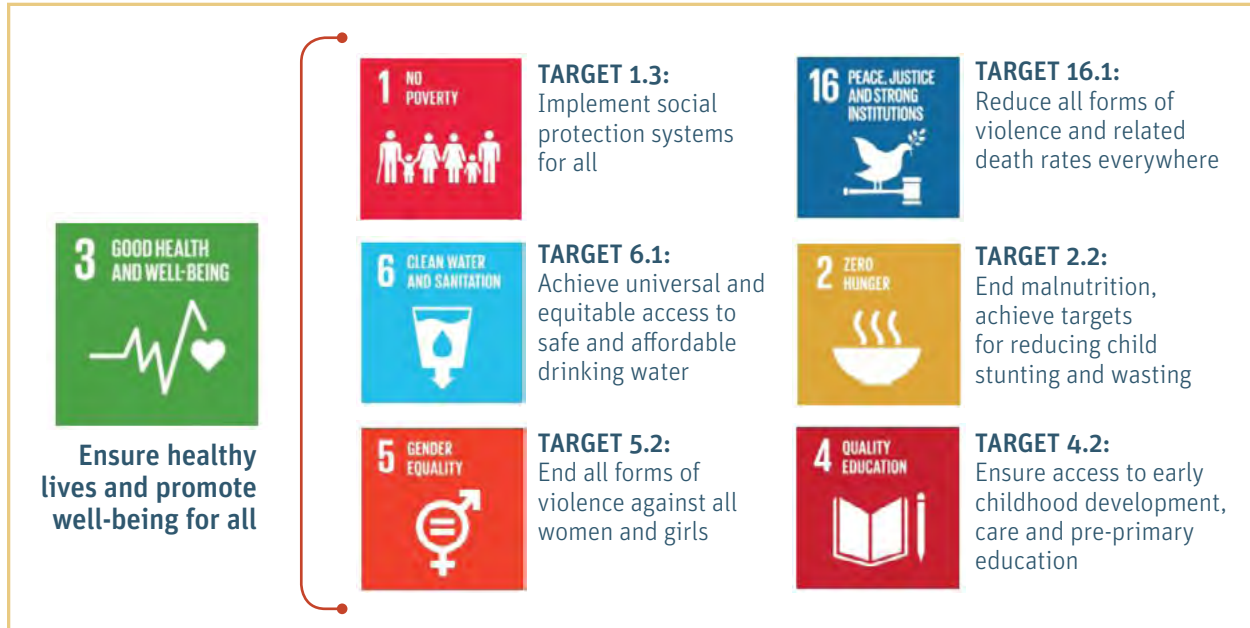 3 GOOD HEALTH
AND WELL-BEING
Ensure healthy
lives and promote
well-being for all
1 NO
POVERTY
TARGET 1.3:
Implement social
protection systems
for all
16 PEACE, JUSTICE
AND STRONG
INSTITUTIONS
TARGET 16.1:
Reduce all forms of
violence and related
death rates everywhere
6 CLEAN WATER
AND SANITATION
TARGET 6.1:
Achieve universal and
equitable access to
safe and affordable
drinking water
2 ZERO
HUNGER
TARGET 2.2:
End malnutrition,
achieve targets
for reducing child
stunting and wasting
5 GENDER
EQUALITY
TARGET 5.2:
End all forms of
violence against all
women and girls
4 QUALITY
EDUCATION
TARGET 4.2:
Ensure access to early
childhood development,
care and pre-primary
education